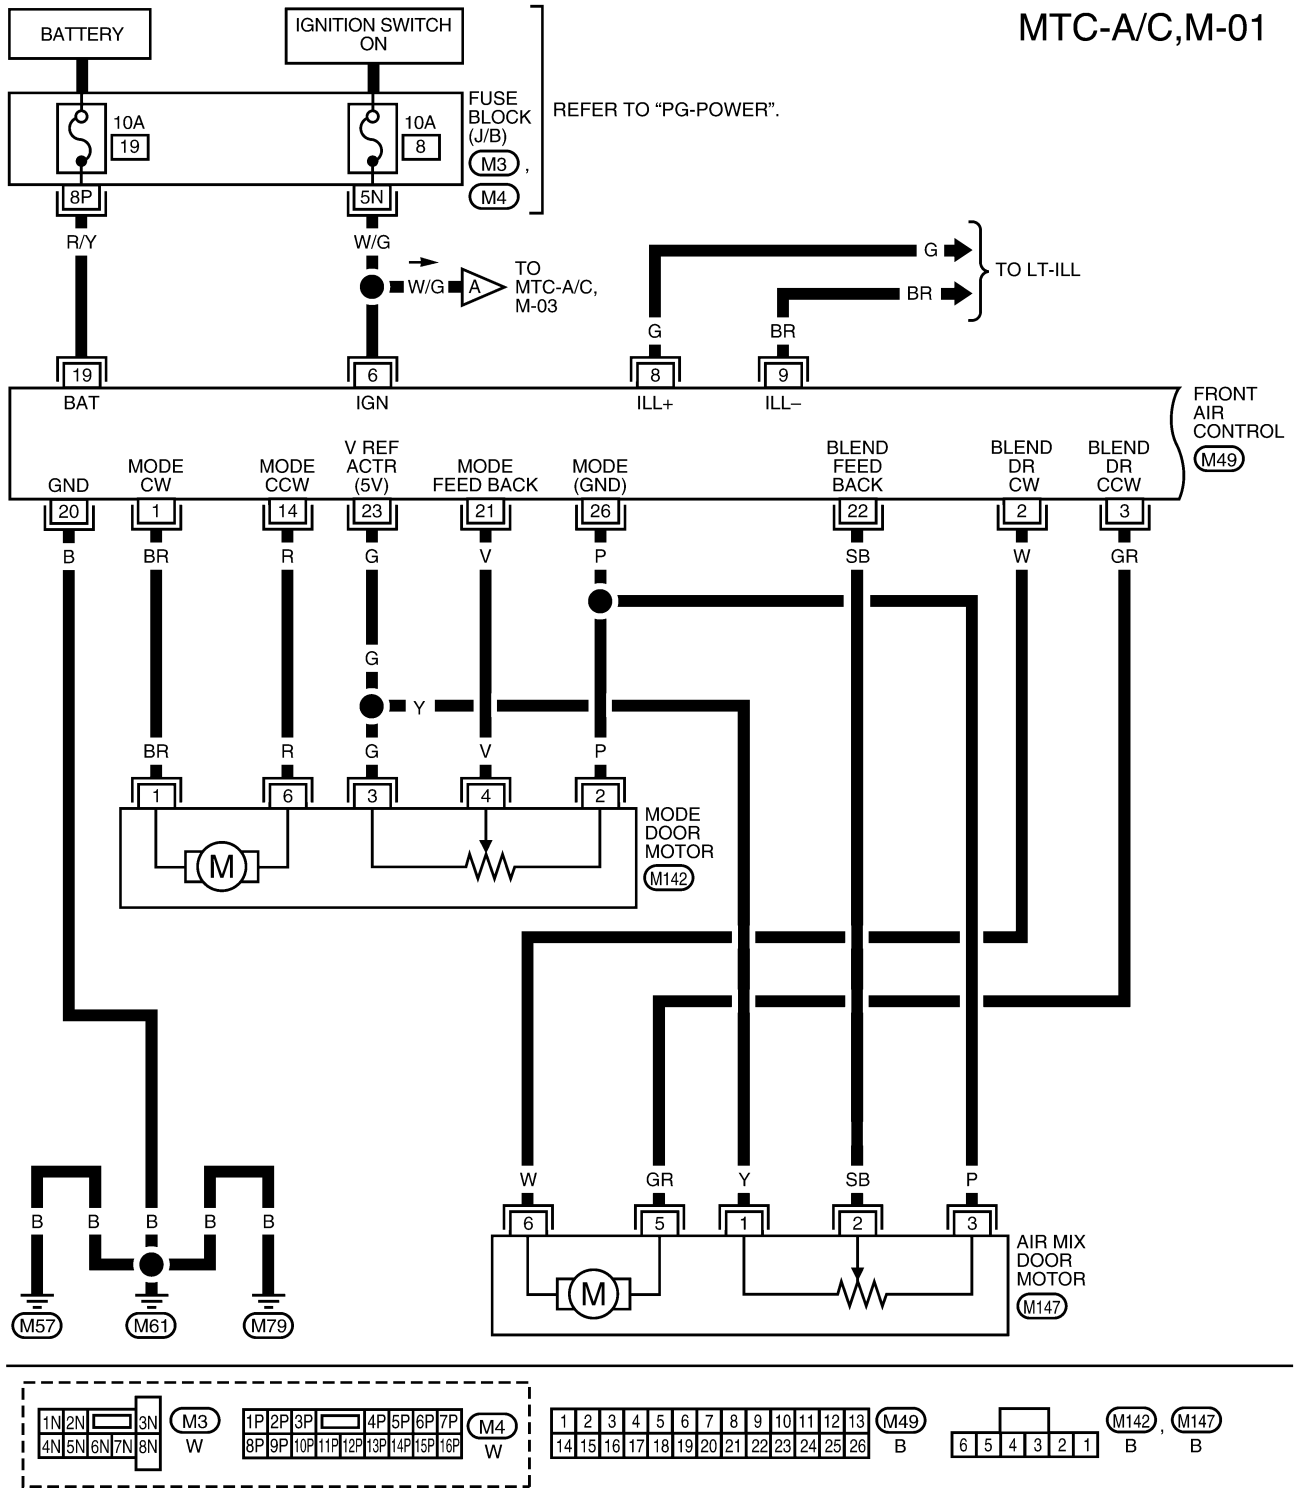 MTC-A/C,M-01
BATTERY
IGNITION SWITCH
ON
10A
19
10A
8
FUSE
BLOCK
(J/B)
M3 ,
M4
REFER TO “PG-POWER”.
8P
5N
R/Y
W/G
W/G
A
TO
MTC-A/C,
M-03
G
BR
TO LT-ILL
G
BR
19
6
8
9
BAT
IGN
ILL+
ILL–
FRONT
AIR
CONTROL
M49
GND
MODE
CW
MODE
CCW
V REF
ACTR
(5V)
MODE
FEED BACK
MODE
(GND)
BLEND
FEED
BACK
BLEND
DR
CW
BLEND
DR
CCW
20
1
14
23
21
26
22
2
3
B
BR
R
G
V
P
SB
W
GR
G
Y
BR
R
G
V
P
1
6
3
4
2
M
MODE
DOOR
MOTOR
M142
W
GR
Y
SB
P
6
5
1
2
3
M
AIR MIX
DOOR
MOTOR
M147
B
B
B
B
B
M57
M61
M79
1N 2N 3N
4N 5N 6N 7N 8N
M3
W
1P 2P 3P 4P 5P 6P 7P
8P 9P 10P 11P 12P 13P 14P 15P 16P
M4
W
1 2 3 4 5 6 7 8 9 10 11 12 13
14 15 16 17 18 19 20 21 22 23 24 25 26
M49
B
6 5 4 3 2 1
M142 , M147
B B